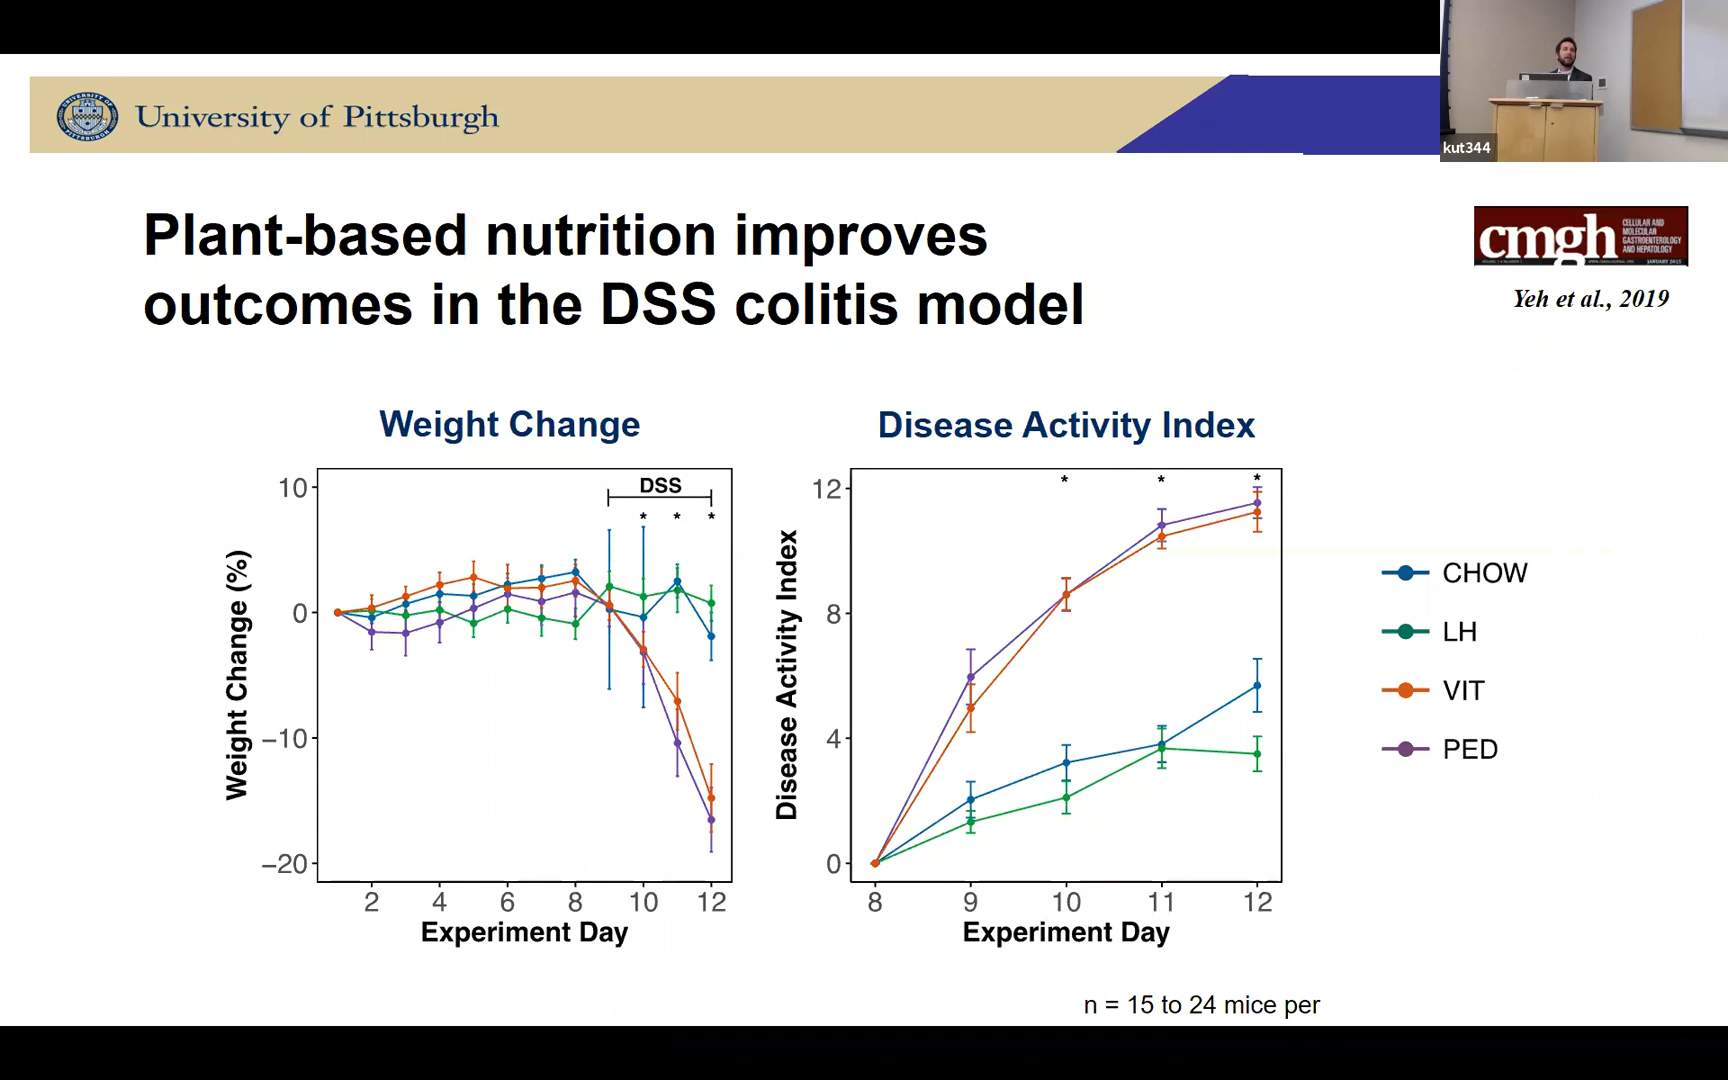 kut344
University of Pittsburgh
Plant-based nutrition improves
outcomes in the DSS colitis model
cmgh
CELLULAR AND
MOLECULAR
GASTROENTEROLOGY
AND HEPATOLOGY
JANUARY 2015
Yeh et al., 2019
Weight Change
10
0
−10
−20
Weight Change (%)
DSS
* * *
2 4 6 8 10 12
Experiment Day
Disease Activity Index
12
8
4
0
Disease Activity Index
* * *
8 9 10 11 12
Experiment Day
CHOW
LH
VIT
PED
n = 15 to 24 mice per